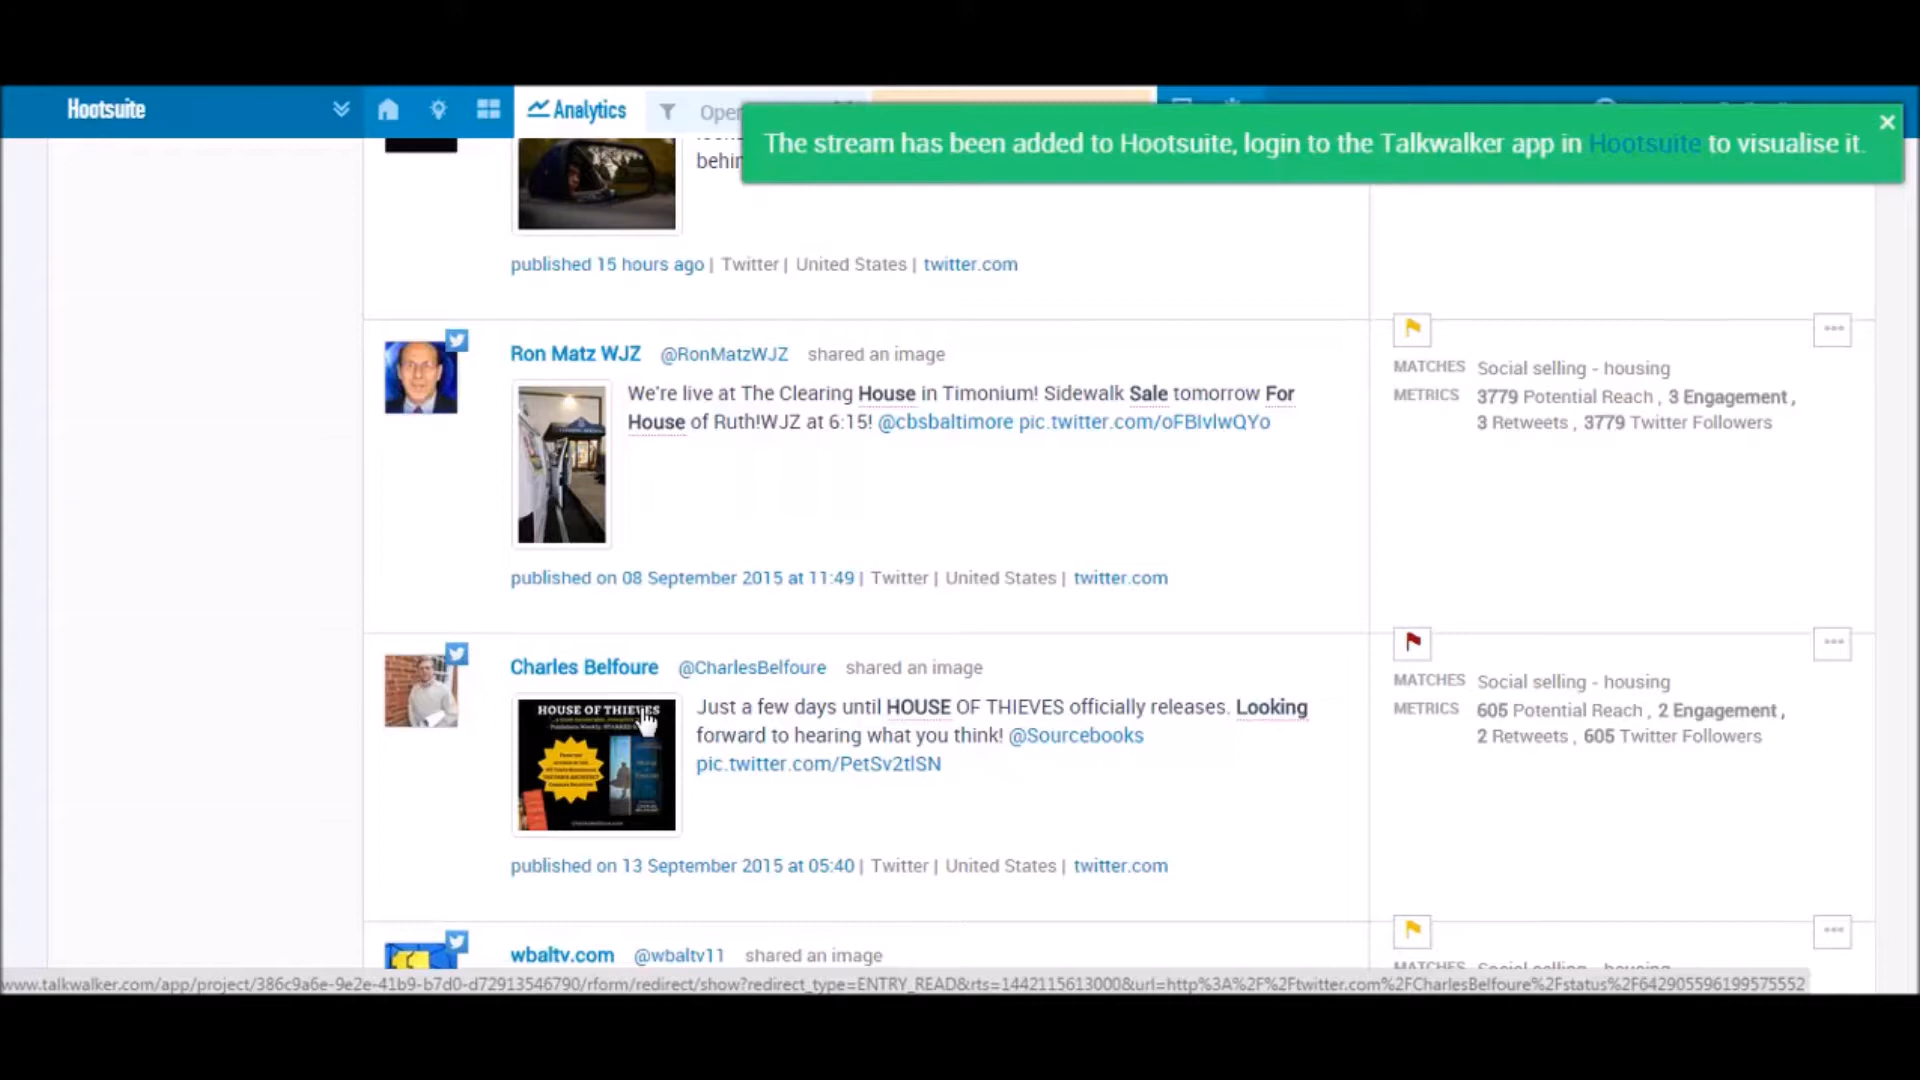 Hootsuite
Analytics
Oper
The stream has been added to Hootsuite, login to the Talkwalker app in Hootsuite to visualise it.
behin
published 15 hours ago | Twitter | United States | twitter.com
Ron Matz WJZ @RonMatzWJZ shared an image
We're live at The Clearing House in Timonium! Sidewalk Sale tomorrow For
House of Ruth!WJZ at 6:15! @cbsbaltimore pic.twitter.com/oFBIvlwQYo
MATCHES Social selling - housing
METRICS 3779 Potential Reach , 3 Engagement ,
3 Retweets , 3779 Twitter Followers
published on 08 September 2015 at 11:49 | Twitter | United States | twitter.com
Charles Belfoure @CharlesBelfoure shared an image
HOUSE OF THIEVES
Just a few days until HOUSE OF THIEVES officially releases. Looking
forward to hearing what you think! @Sourcebooks
pic.twitter.com/PetSv2tlSN
MATCHES Social selling - housing
METRICS 605 Potential Reach , 2 Engagement ,
2 Retweets , 605 Twitter Followers
published on 13 September 2015 at 05:40 | Twitter | United States | twitter.com
wbaltv.com @wbaltv11 shared an image
MATCHES Social selling - housing
www.talkwalker.com/app/project/386c9a6e-9e2e-41b9-b7d0-d72913546790/rform/redirect/show?redirect_type=ENTRY_READ&rts=1442115613000&url=http%3A%2F%2Ftwitter.com%2FCharlesBelfoure%2Fstatus%2F642905596199575552